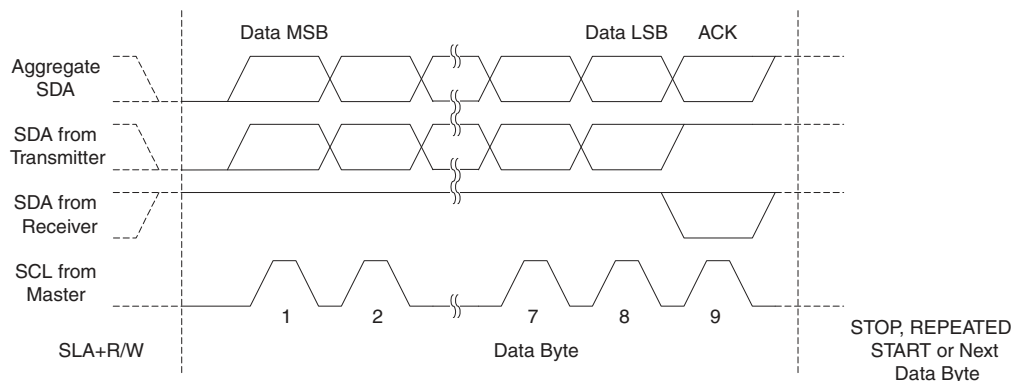 Data MSB Data LSB ACK
Aggregate
SDA
SDA from
Transmitter
SDA from
Receiver
SCL from
Master
1 2 7 8 9
SLA+R/W Data Byte
STOP, REPEATED
START or Next
Data Byte